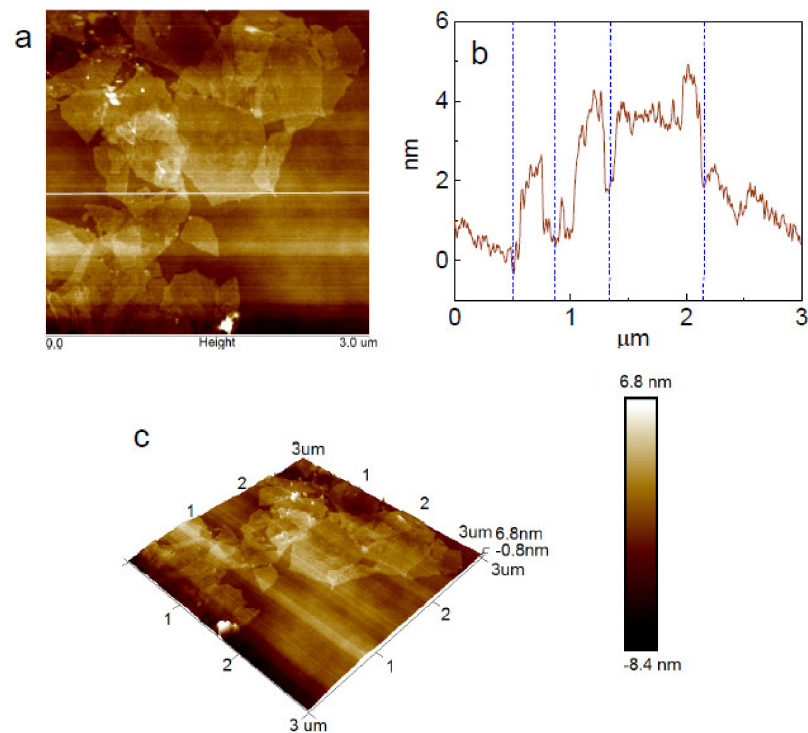 a
0.0 Height 3.0 um
b
6
4
2
0
nm
0 1 2 3
μm
6.8 nm
-8.4 nm
c
3um
2 1
1 2
3um 6.8nm
-0.8nm
3um
1 2
2 1
3 um